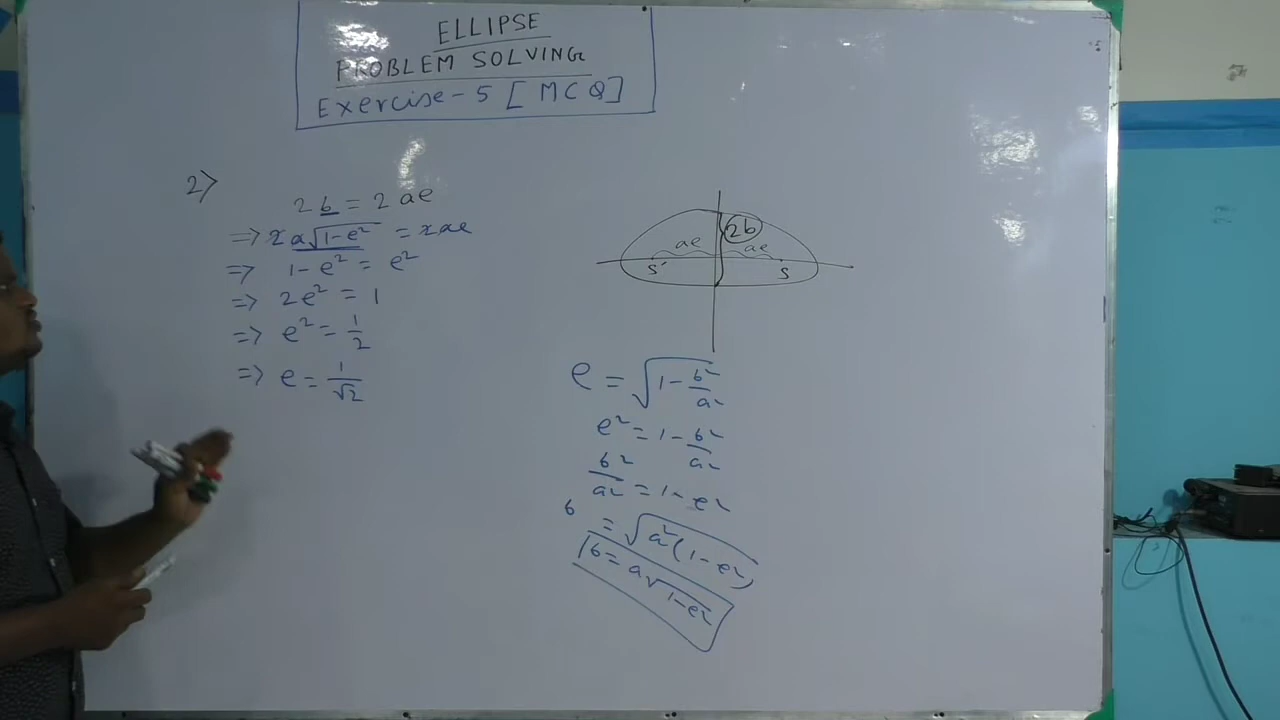 ELLIPSE
PROBLEM SOLVING
Exercise-5 [MCQ]
2>
2b = 2ae
=> 2a√(1-e²) = 2ae
=> 1-e² = e²
=> 2e² = 1
=> e² = 1/2
=> e = 1/√2
2b
ae ae
S' S
e = √(1-b²/a²)
e² = 1-b²/a²
b²/a² = 1-e²
b = √(a²(1-e²))
b = a√(1-e²)